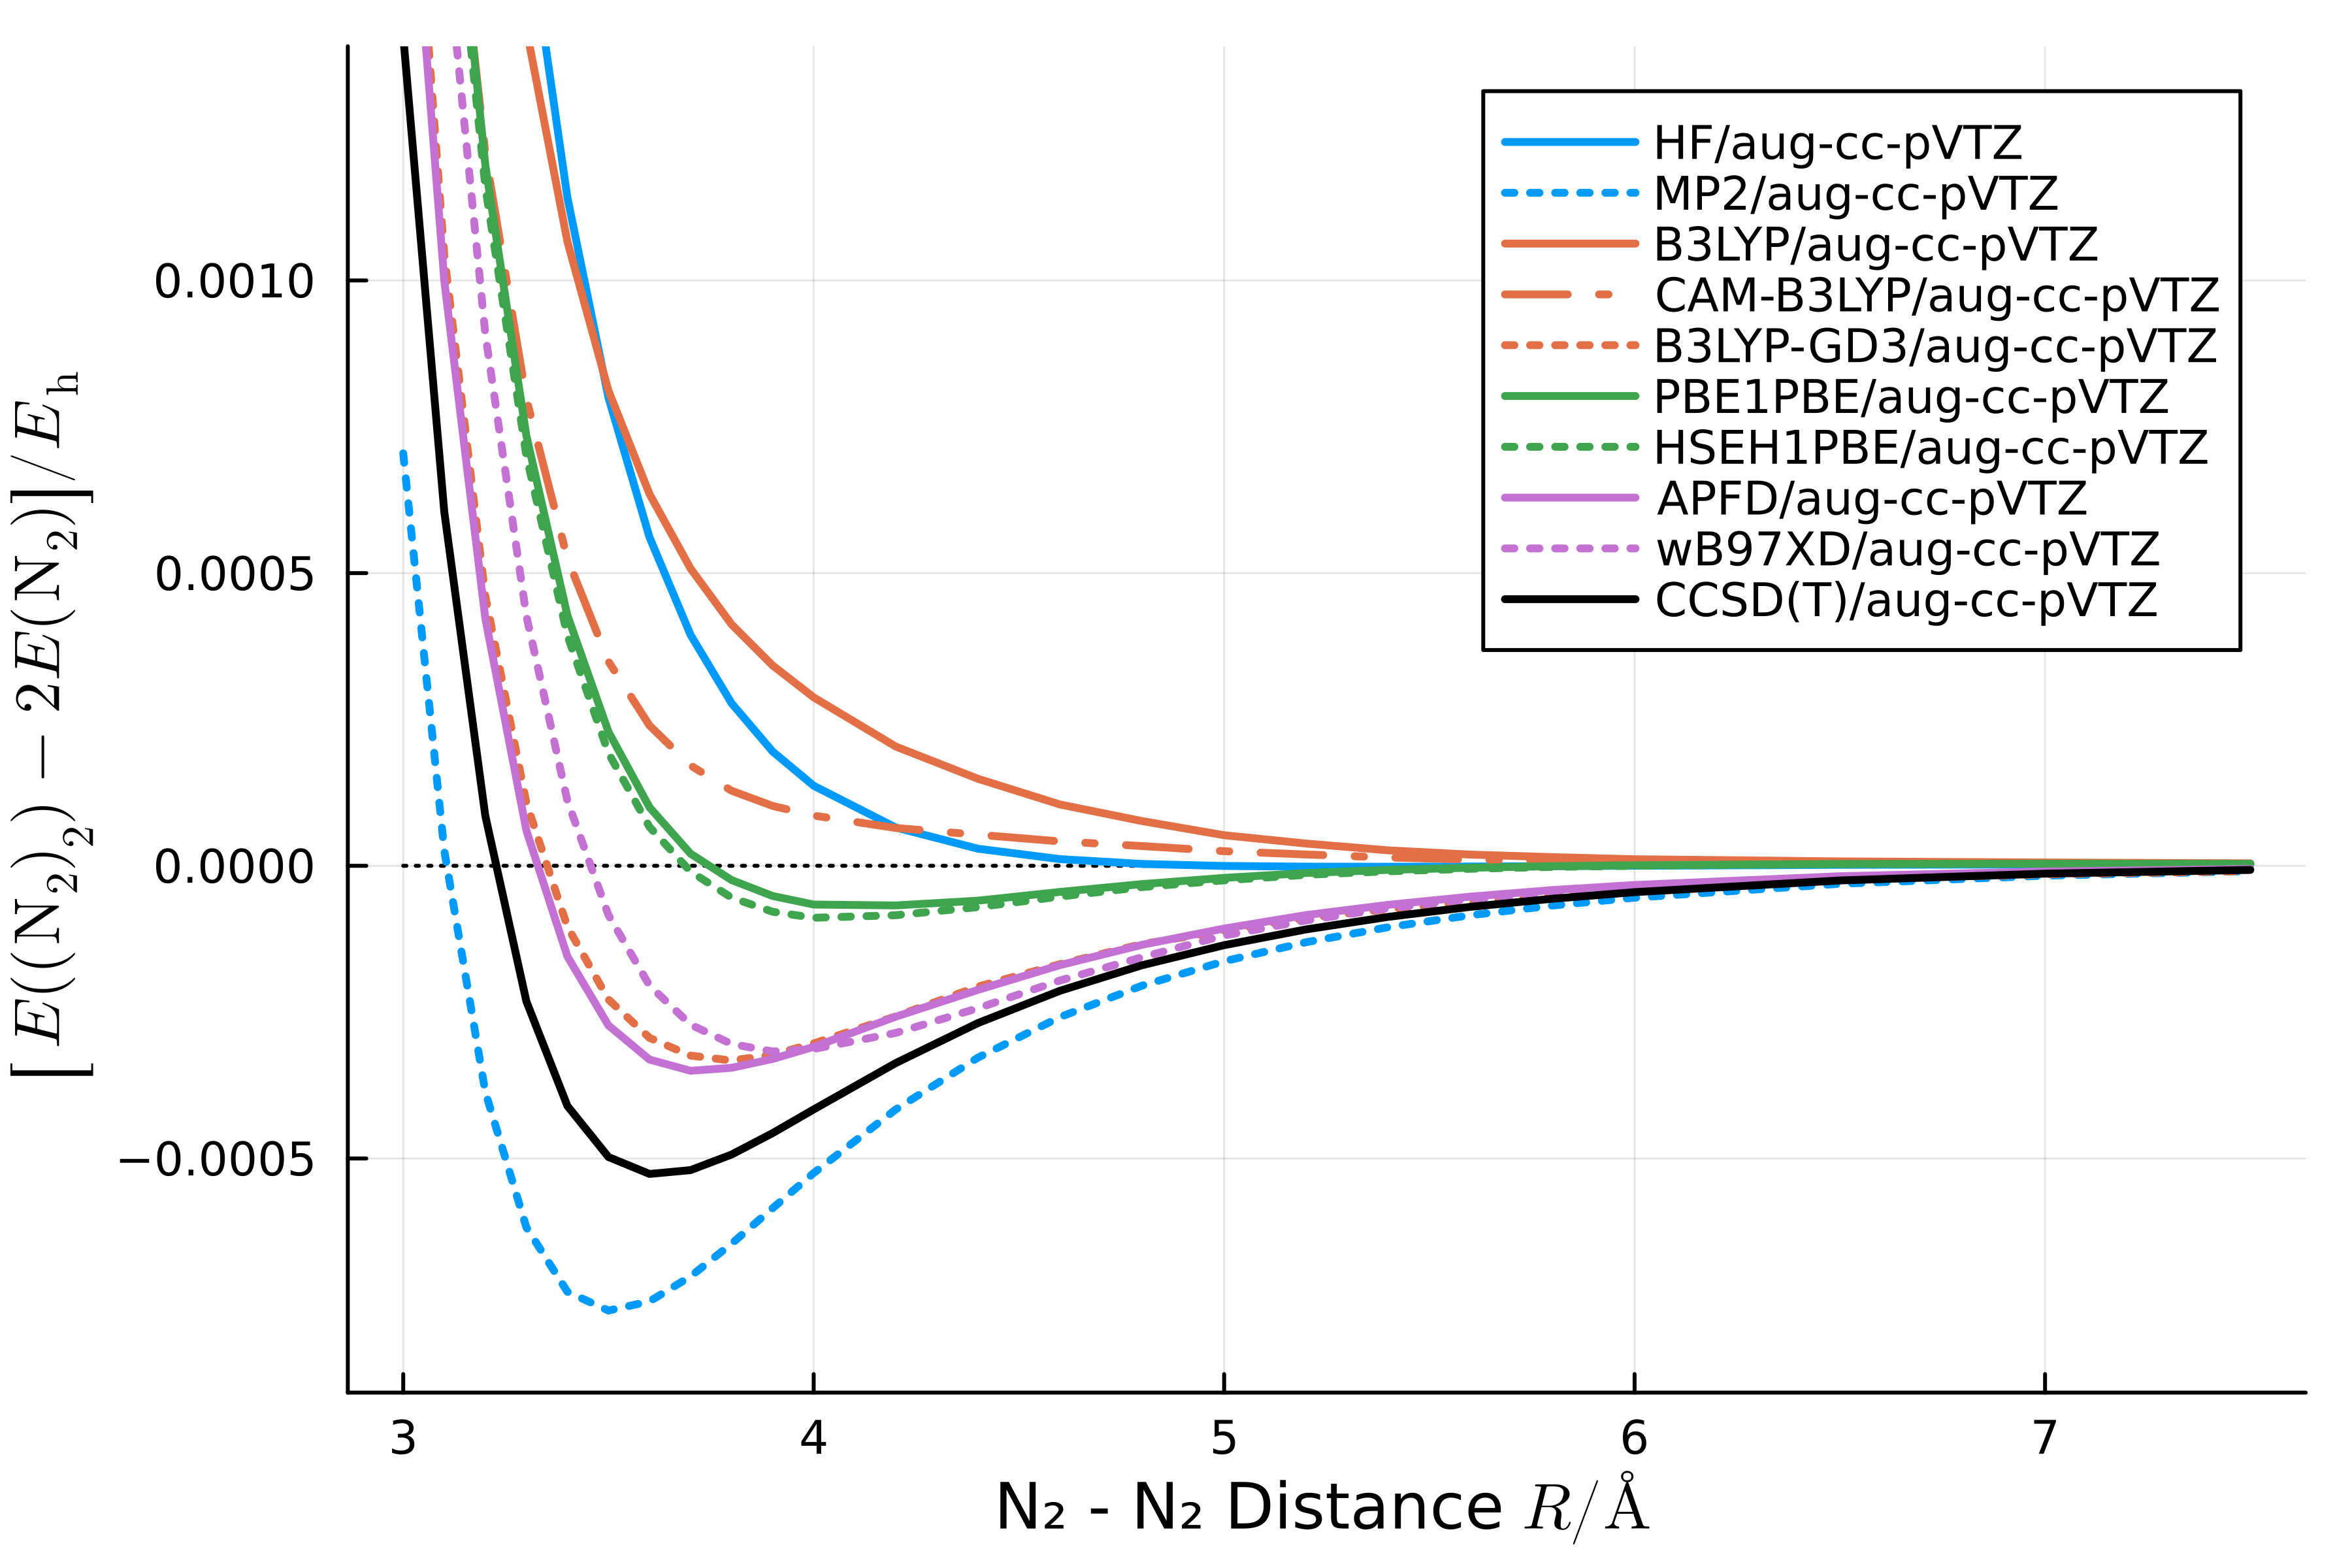 [E((N₂)₂) − 2E(N₂)]/E_h
0.0010
0.0005
0.0000
−0.0005
HF/aug-cc-pVTZ
MP2/aug-cc-pVTZ
B3LYP/aug-cc-pVTZ
CAM-B3LYP/aug-cc-pVTZ
B3LYP-GD3/aug-cc-pVTZ
PBE1PBE/aug-cc-pVTZ
HSEH1PBE/aug-cc-pVTZ
APFD/aug-cc-pVTZ
wB97XD/aug-cc-pVTZ
CCSD(T)/aug-cc-pVTZ
3 4 5 6 7
N₂ - N₂ Distance R/Å